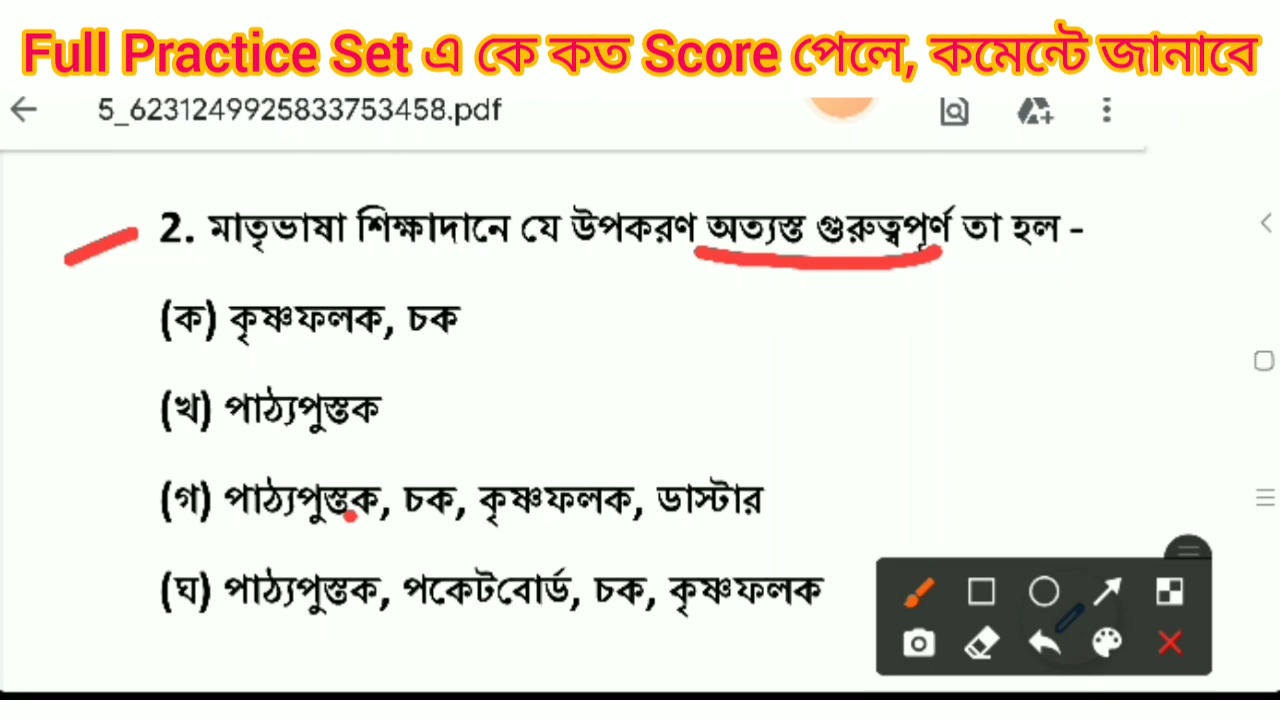 Full Practice Set এ কে কত Score পেলে, কমেন্টে জানাবে
5_6231249925833753458.pdf
2. মাতৃভাষা শিক্ষাদানে যে উপকরণ অত্যন্ত গুরুত্বপূর্ণ তা হল -
(ক) কৃষ্ণফলক, চক
(খ) পাঠ্যপুস্তক
(গ) পাঠ্যপুস্তক, চক, কৃষ্ণফলক, ডাস্টার
(ঘ) পাঠ্যপুস্তক, পকেটবোর্ড, চক, কৃষ্ণফলক